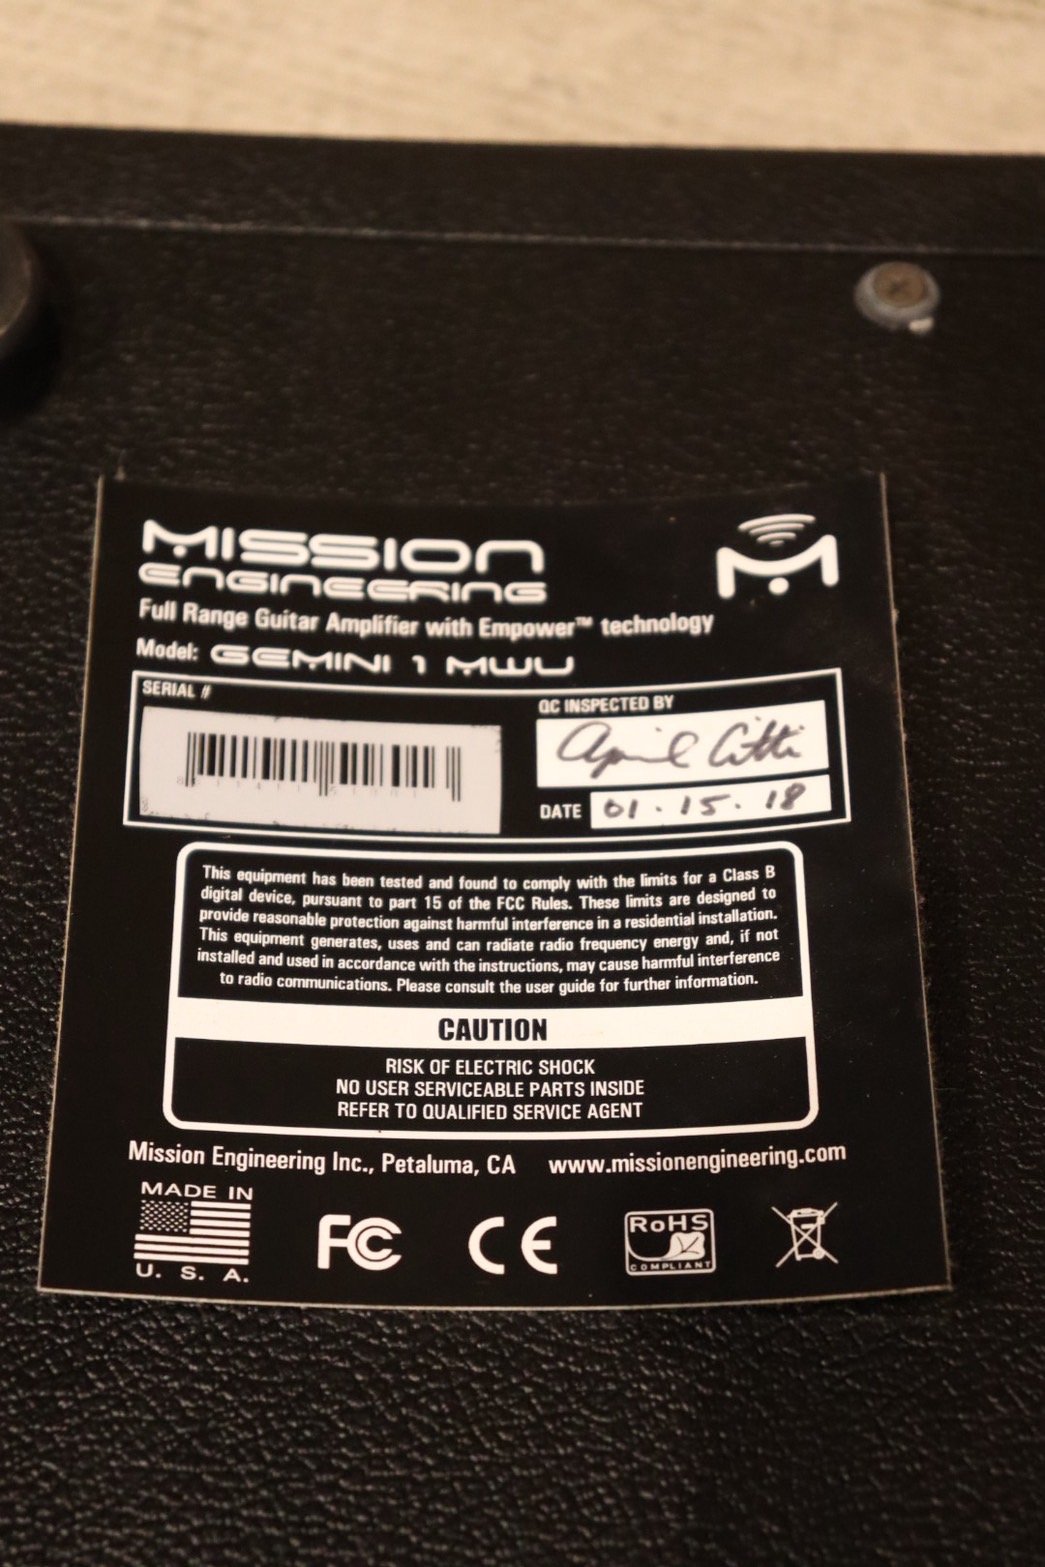 MISSION
ENGINEERING
Full Range Guitar Amplifier with Empower™ technology
Model: GEMINI 1 MWU
SERIAL #
QC INSPECTED BY
April
DATE 01.15.18
This equipment has been tested and found to comply with the limits for a Class B
digital device, pursuant to part 15 of the FCC Rules. These limits are designed to
provide reasonable protection against harmful interference in a residential installation.
This equipment generates, uses and can radiate radio frequency energy and, if not
installed and used in accordance with the instructions, may cause harmful interference
to radio communications. Please consult the user guide for further information.
CAUTION
RISK OF ELECTRIC SHOCK
NO USER SERVICEABLE PARTS INSIDE
REFER TO QUALIFIED SERVICE AGENT
Mission Engineering Inc., Petaluma, CA www.missionengineering.com
MADE IN
U. S. A.
FC
CE
RoHS
COMPLIANT